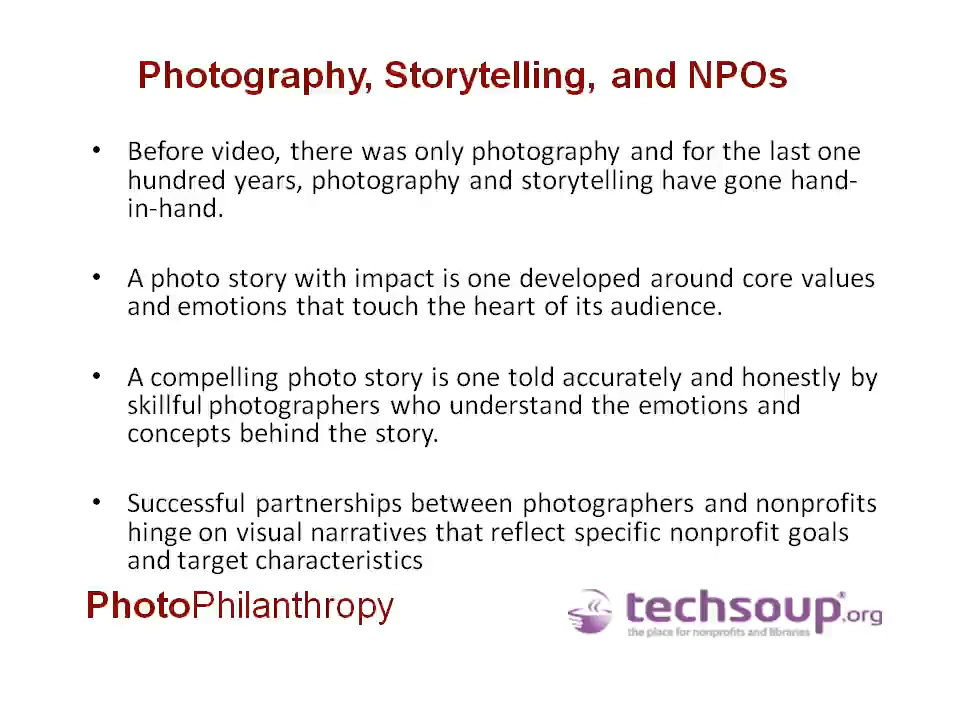 Photography, Storytelling, and NPOs
• Before video, there was only photography and for the last one
hundred years, photography and storytelling have gone hand-
in-hand.
• A photo story with impact is one developed around core values
and emotions that touch the heart of its audience.
• A compelling photo story is one told accurately and honestly by
skillful photographers who understand the emotions and
concepts behind the story.
• Successful partnerships between photographers and nonprofits
hinge on visual narratives that reflect specific nonprofit goals
and target characteristics
PhotoPhilanthropy
techsoup®.org
the place for nonprofits and libraries